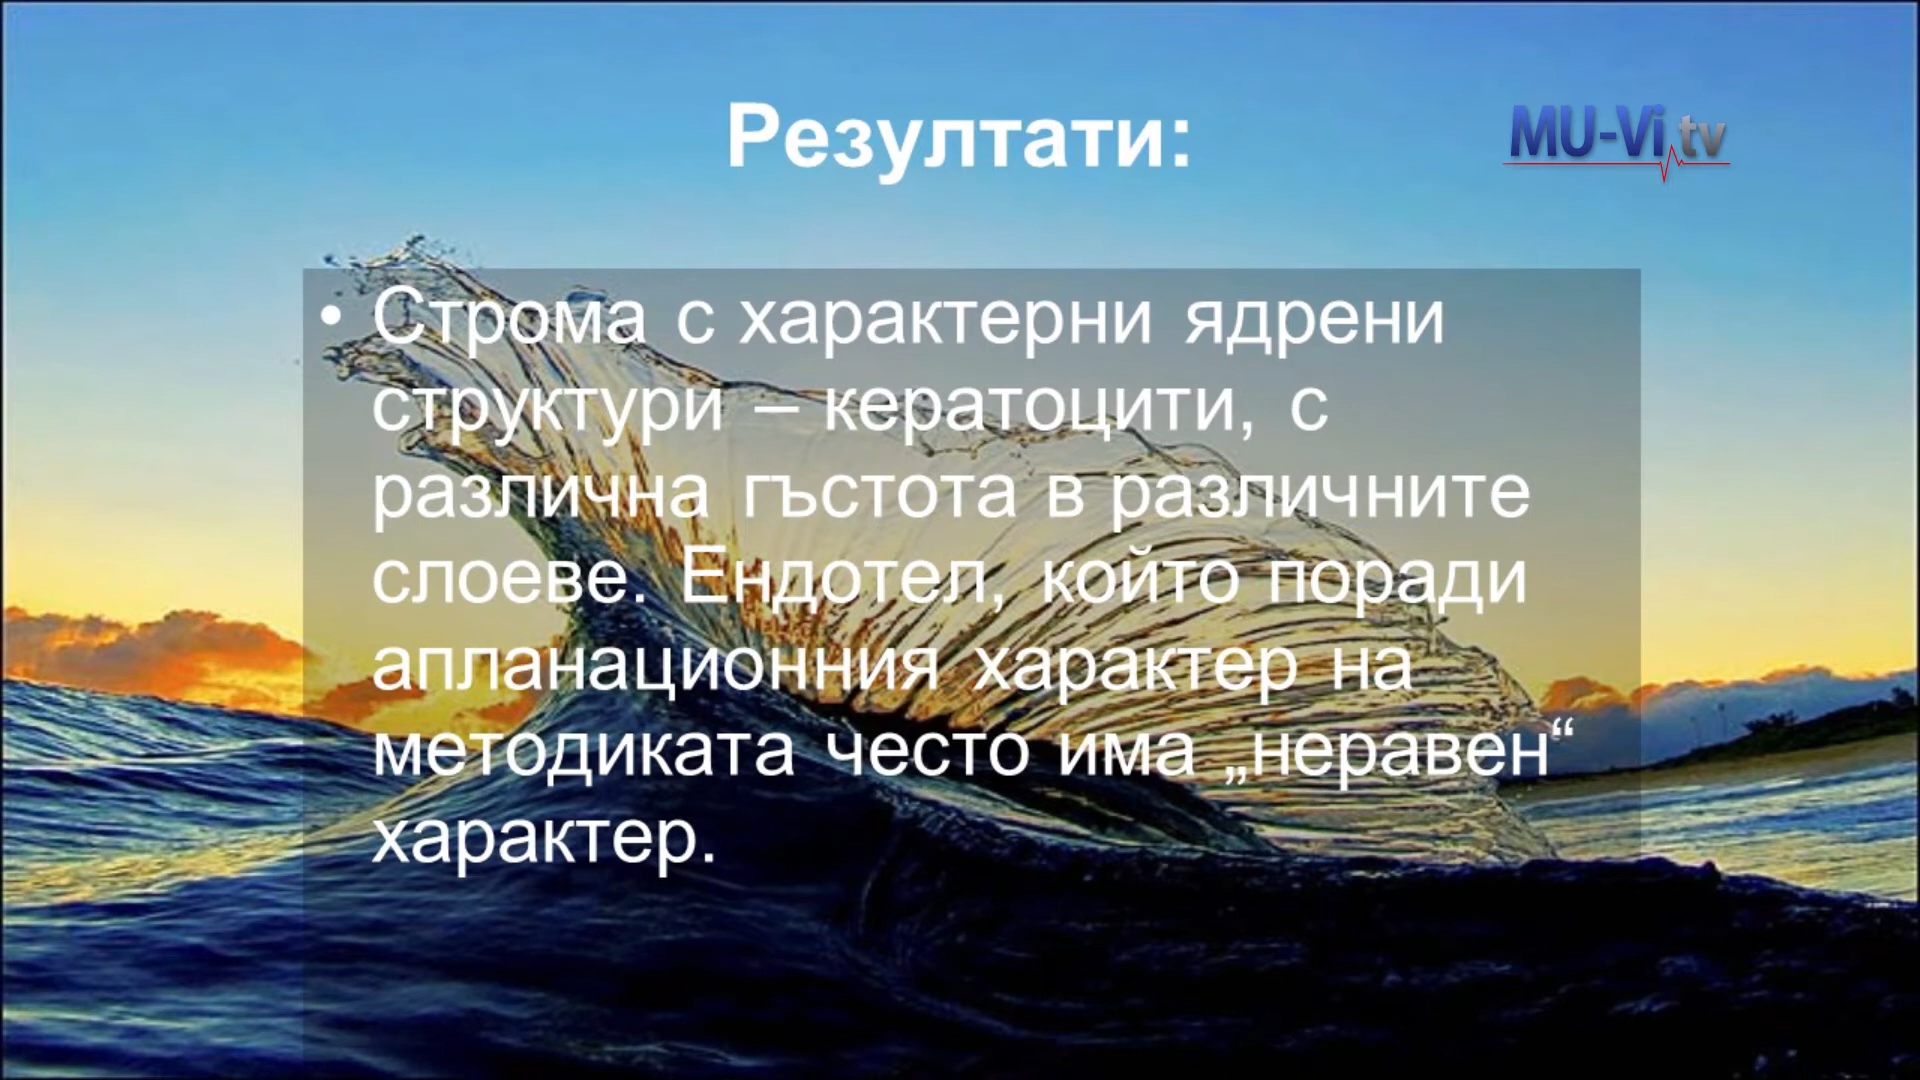 Резултати:
MU-Vi.tv
• Строма с характерни ядрени
структури – кератоцити, с
различна гъстота в различните
слоеве. Ендотел, който поради
апланационния характер на
методиката често има „неравен“
характер.